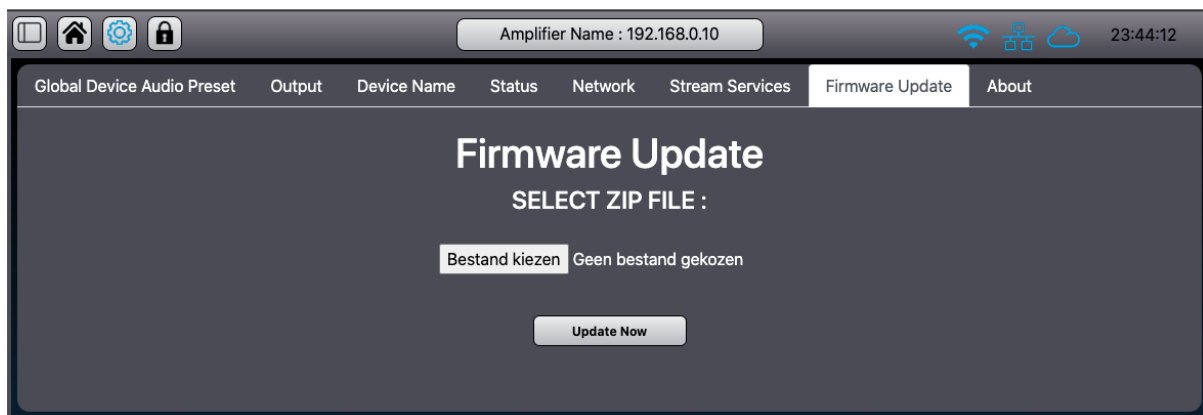 Amplifier Name : 192.168.0.10
23:44:12
Global Device Audio Preset Output Device Name Status Network Stream Services Firmware Update About
Firmware Update
SELECT ZIP FILE :
Bestand kiezen Geen bestand gekozen
Update Now